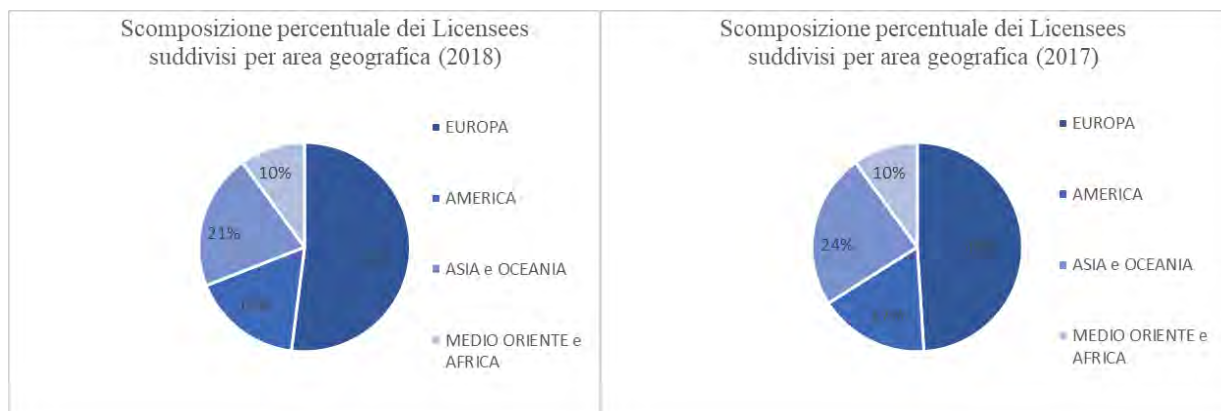 Scomposizione percentuale dei Licensees
suddivisi per area geografica (2018)
EUROPA
10%
AMERICA
21%
ASIA e OCEANIA
MEDIO ORIENTE e
AFRICA
Scomposizione percentuale dei Licensees
suddivisi per area geografica (2017)
EUROPA
10%
AMERICA
24%
ASIA e OCEANIA
MEDIO ORIENTE e
AFRICA